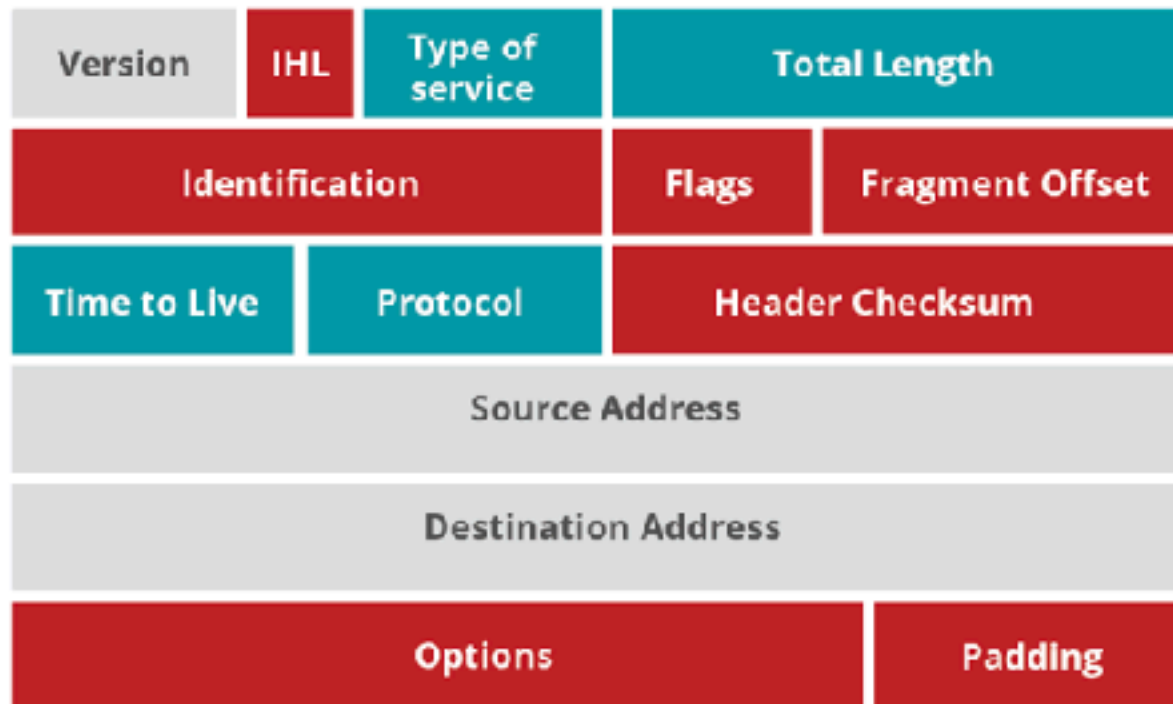 Version
IHL
Type of
service
Total Length
Identification
Flags
Fragment Offset
Time to Live
Protocol
Header Checksum
Source Address
Destination Address
Options
Padding